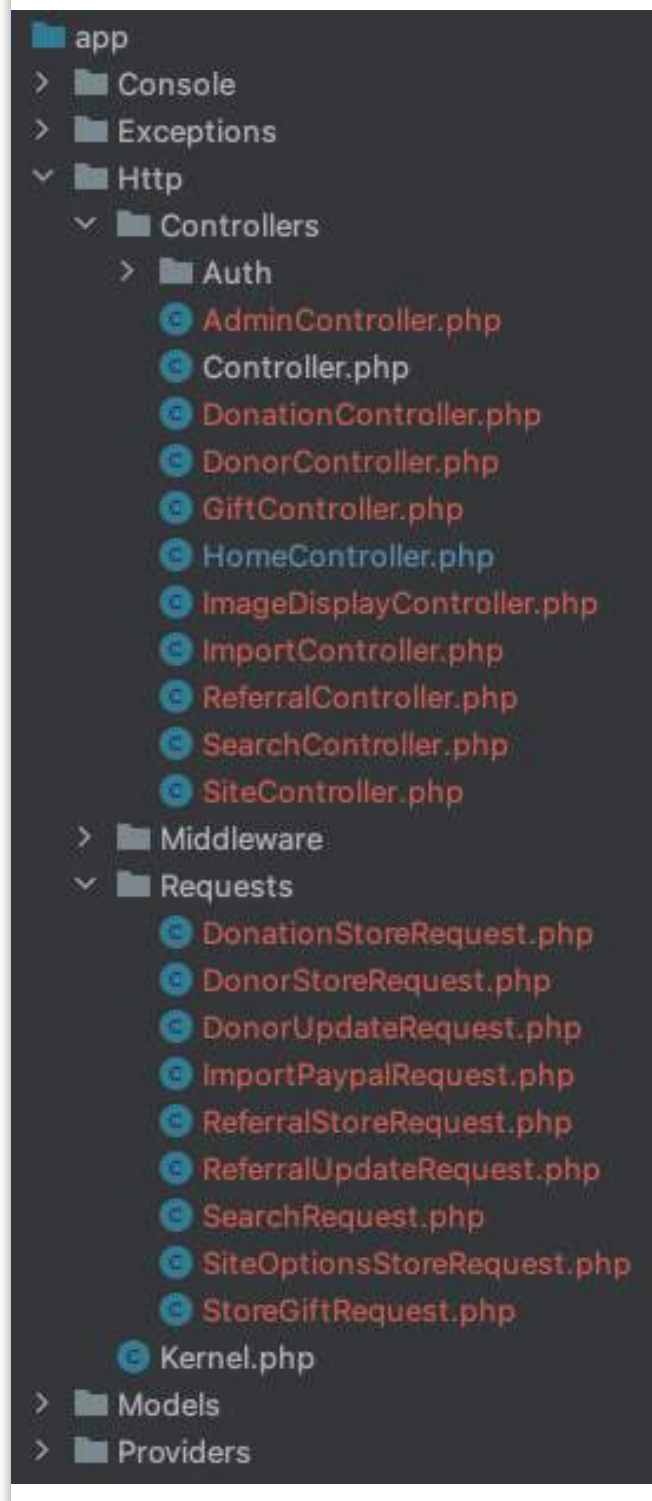 app
Console
Exceptions
Http
Controllers
Auth
AdminController.php
Controller.php
DonationController.php
DonorController.php
GiftController.php
HomeController.php
ImageDisplayController.php
ImportController.php
ReferralController.php
SearchController.php
SiteController.php
Middleware
Requests
DonationStoreRequest.php
DonorStoreRequest.php
DonorUpdateRequest.php
ImportPaypalRequest.php
ReferralStoreRequest.php
ReferralUpdateRequest.php
SearchRequest.php
SiteOptionsStoreRequest.php
StoreGiftRequest.php
Kernel.php
Models
Providers